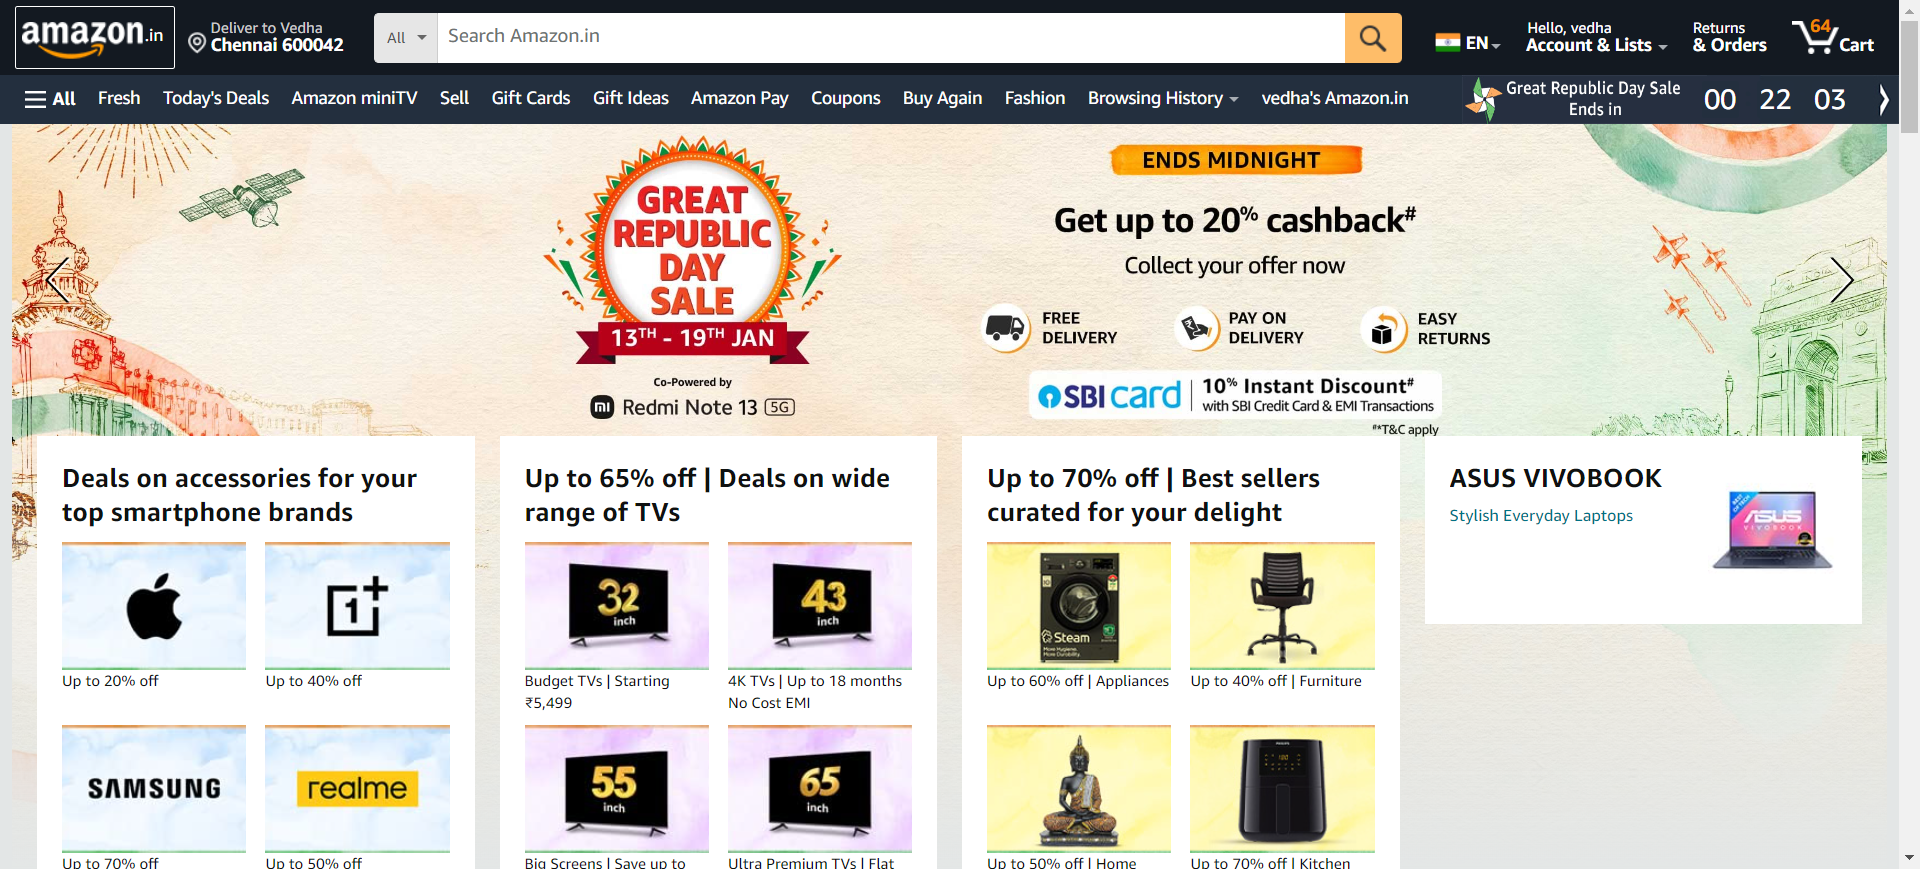 amazon.in
Deliver to Vedha
Chennai 600042
All
Search Amazon.in
EN
Hello, vedha
Account & Lists
Returns
& Orders
64
Cart
All
Fresh
Today's Deals
Amazon miniTV
Sell
Gift Cards
Gift Ideas
Amazon Pay
Coupons
Buy Again
Fashion
Browsing History
vedha's Amazon.in
Great Republic Day Sale
Ends in
00 22 03
GREAT
REPUBLIC
DAY
SALE
13TH - 19TH JAN
Co-Powered by
mi Redmi Note 13 5G
ENDS MIDNIGHT
Get up to 20% cashback#
Collect your offer now
FREE
DELIVERY
PAY ON
DELIVERY
EASY
RETURNS
SBI card
10% Instant Discount#
with SBI Credit Card & EMI Transactions
#*T&C apply
Deals on accessories for your
top smartphone brands
1+
Up to 20% off
Up to 40% off
SAMSUNG
realme
Up to 70% off
Up to 50% off
Up to 65% off | Deals on wide
range of TVs
32
inch
43
inch
Budget TVs | Starting
₹5,499
4K TVs | Up to 18 months
No Cost EMI
55
inch
65
inch
Big Screens | Save up to
Ultra Premium TVs | Flat
Up to 70% off | Best sellers
curated for your delight
Steam
More Hygiene.
More Durability.
Up to 60% off | Appliances
Up to 40% off | Furniture
PHILIPS
Up to 50% off | Home
Up to 70% off | Kitchen
ASUS VIVOBOOK
Stylish Everyday Laptops
ASUS
VIVOBOOK